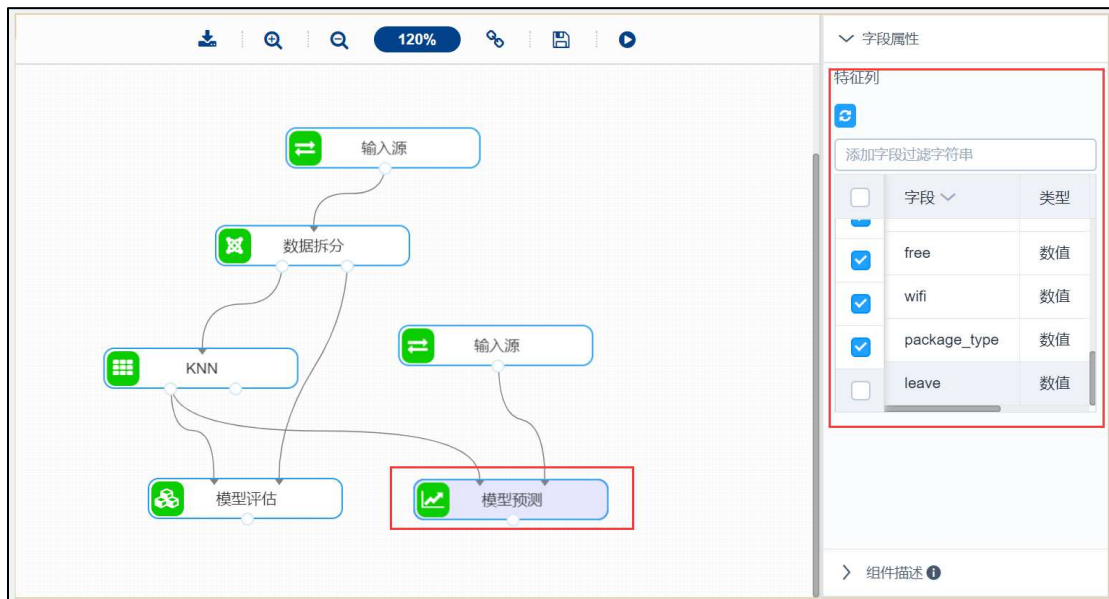 120%
字段属性
特征列
添加字段过滤字符串
字段 类型
free 数值
wifi 数值
package_type 数值
leave 数值
组件描述
输入源
数据拆分
KNN
输入源
模型评估
模型预测